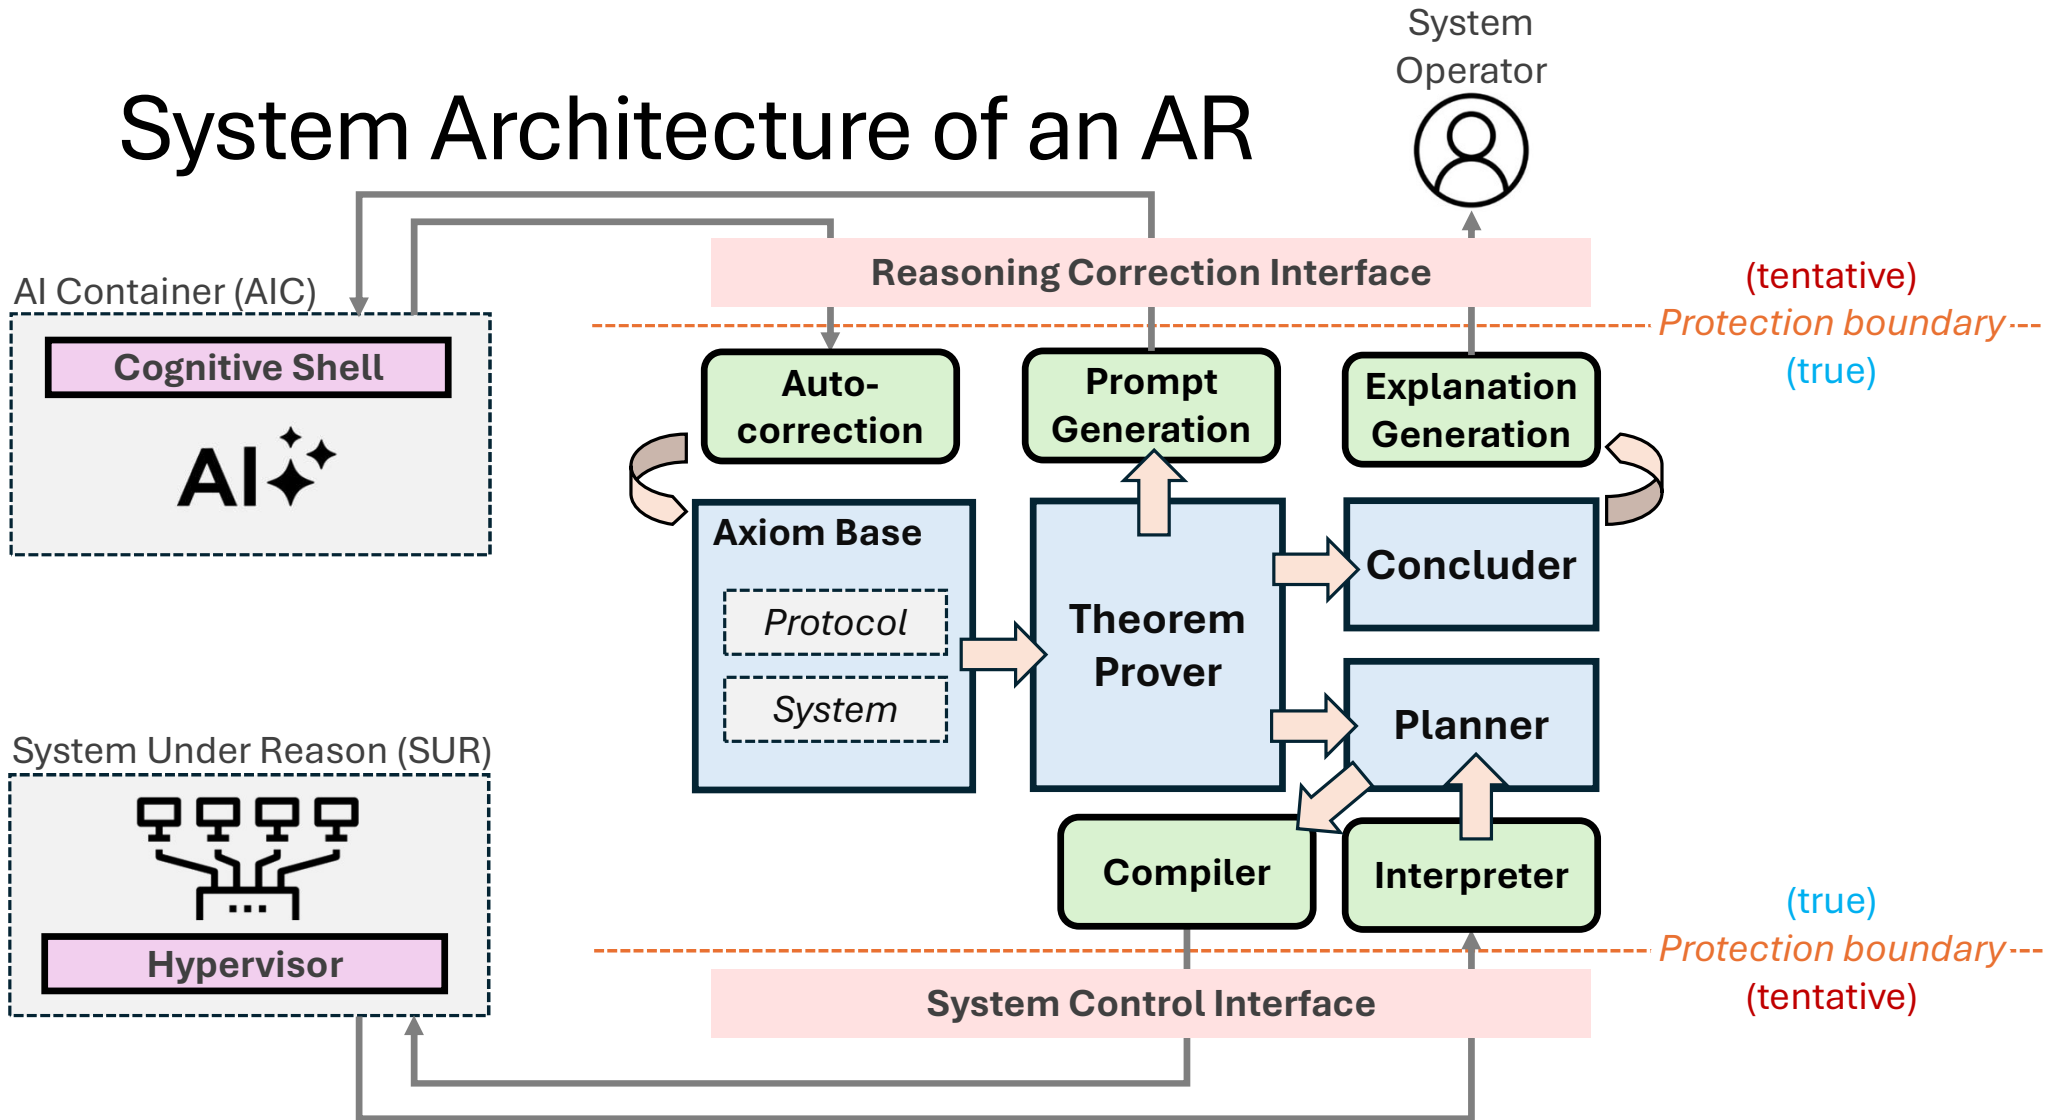 System
Operator
System Architecture of an AR
Reasoning Correction Interface
(tentative)
Protection boundary
(true)
AI Container (AIC)
Cognitive Shell
AI
Auto-
correction
Prompt
Generation
Explanation
Generation
Axiom Base
Protocol
System
Theorem
Prover
Concluder
Planner
System Under Reason (SUR)
...
Hypervisor
Compiler
Interpreter
(true)
Protection boundary
(tentative)
System Control Interface